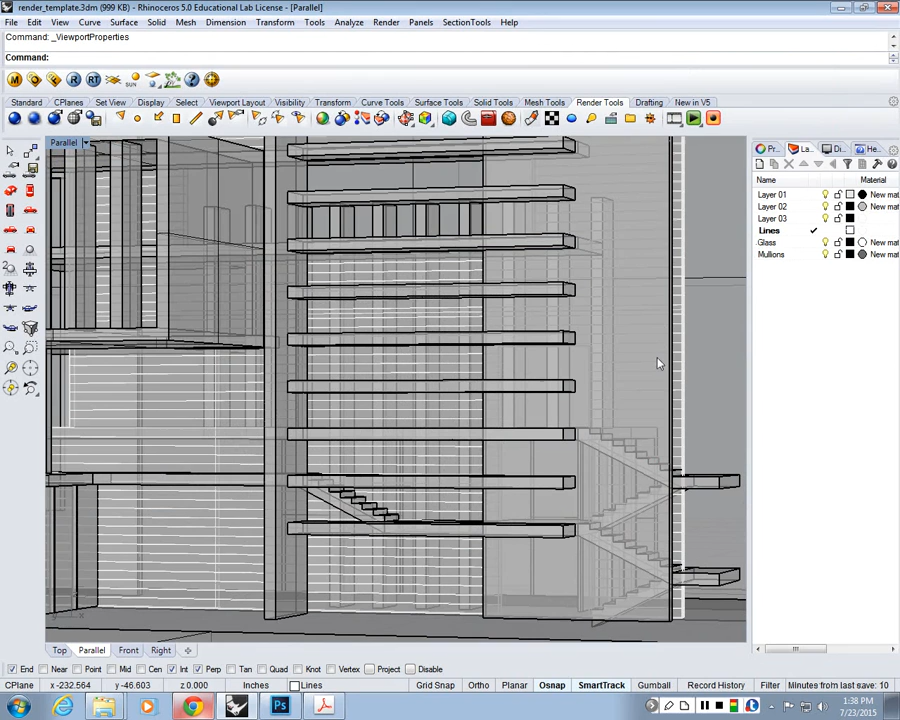 render_template.3dm (999 KB) - Rhinoceros 5.0 Educational Lab License - [Parallel]
File Edit View Curve Surface Solid Mesh Dimension Transform Tools Analyze Render Panels SectionTools Help
Command: _ViewportProperties
Command:
Standard CPlanes Set View Display Select Viewport Layout Visibility Transform Curve Tools Surface Tools Solid Tools Mesh Tools Render Tools Drafting New in V5
Parallel
Pr... La... Di... He...
Name Material
Layer 01 New mat
Layer 02 New mat
Layer 03
Lines
Glass New mat
Mullions New mat
Top Parallel Front Right
End Near Point Mid Cen Int Perp Tan Quad Knot Vertex Project Disable
CPlane x -232.564 y -46.603 z 0.000 Inches Lines Grid Snap Ortho Planar Osnap SmartTrack Gumball Record History Filter Minutes from last save: 10
1:38 PM
7/23/2015